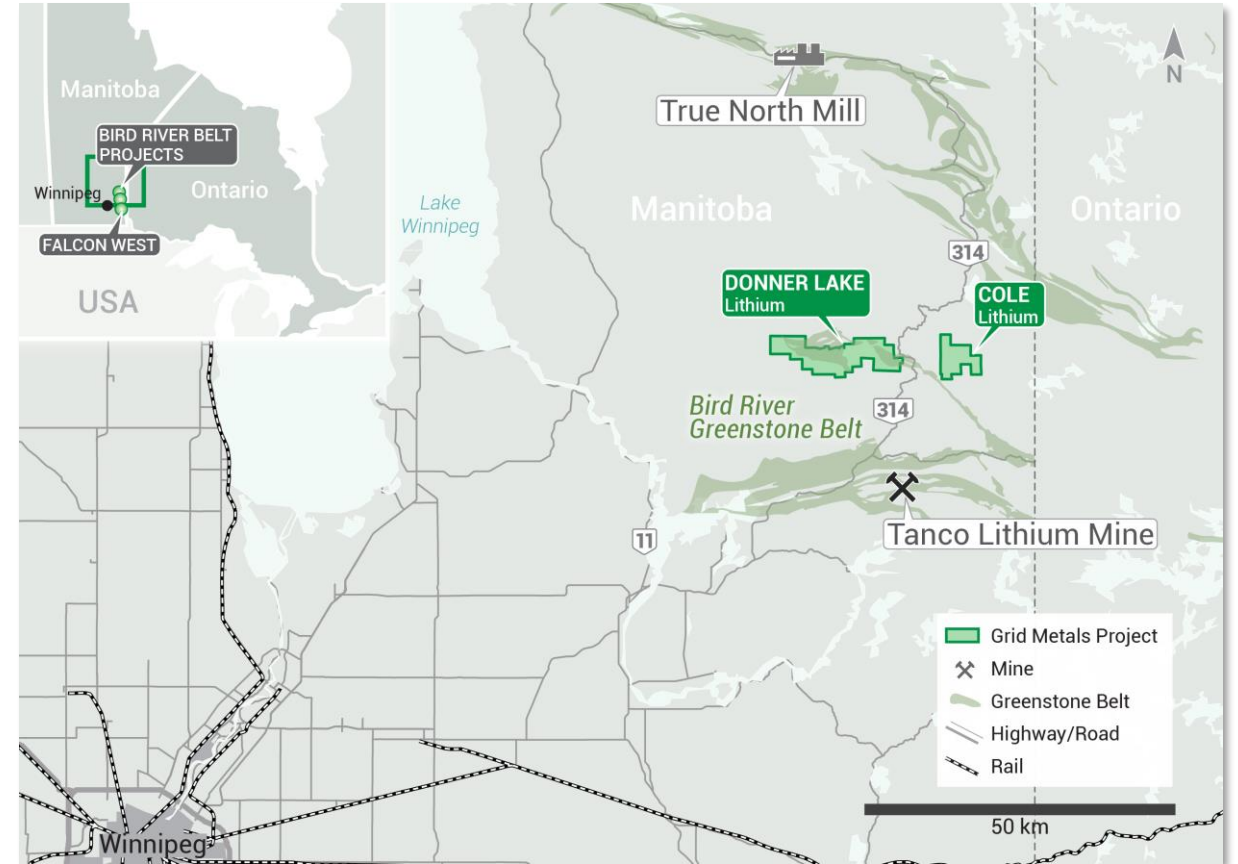 Manitoba
BIRD RIVER BELT
PROJECTS
Winnipeg
Ontario
FALCON WEST
USA
N
True North Mill
Lake
Winnipeg
Manitoba
Ontario
314
DONNER LAKE
Lithium
COLE
Lithium
Bird River
Greenstone Belt
314
Tanco Lithium Mine
11
Grid Metals Project
Mine
Greenstone Belt
Highway/Road
Rail
50 km
Winnipeg